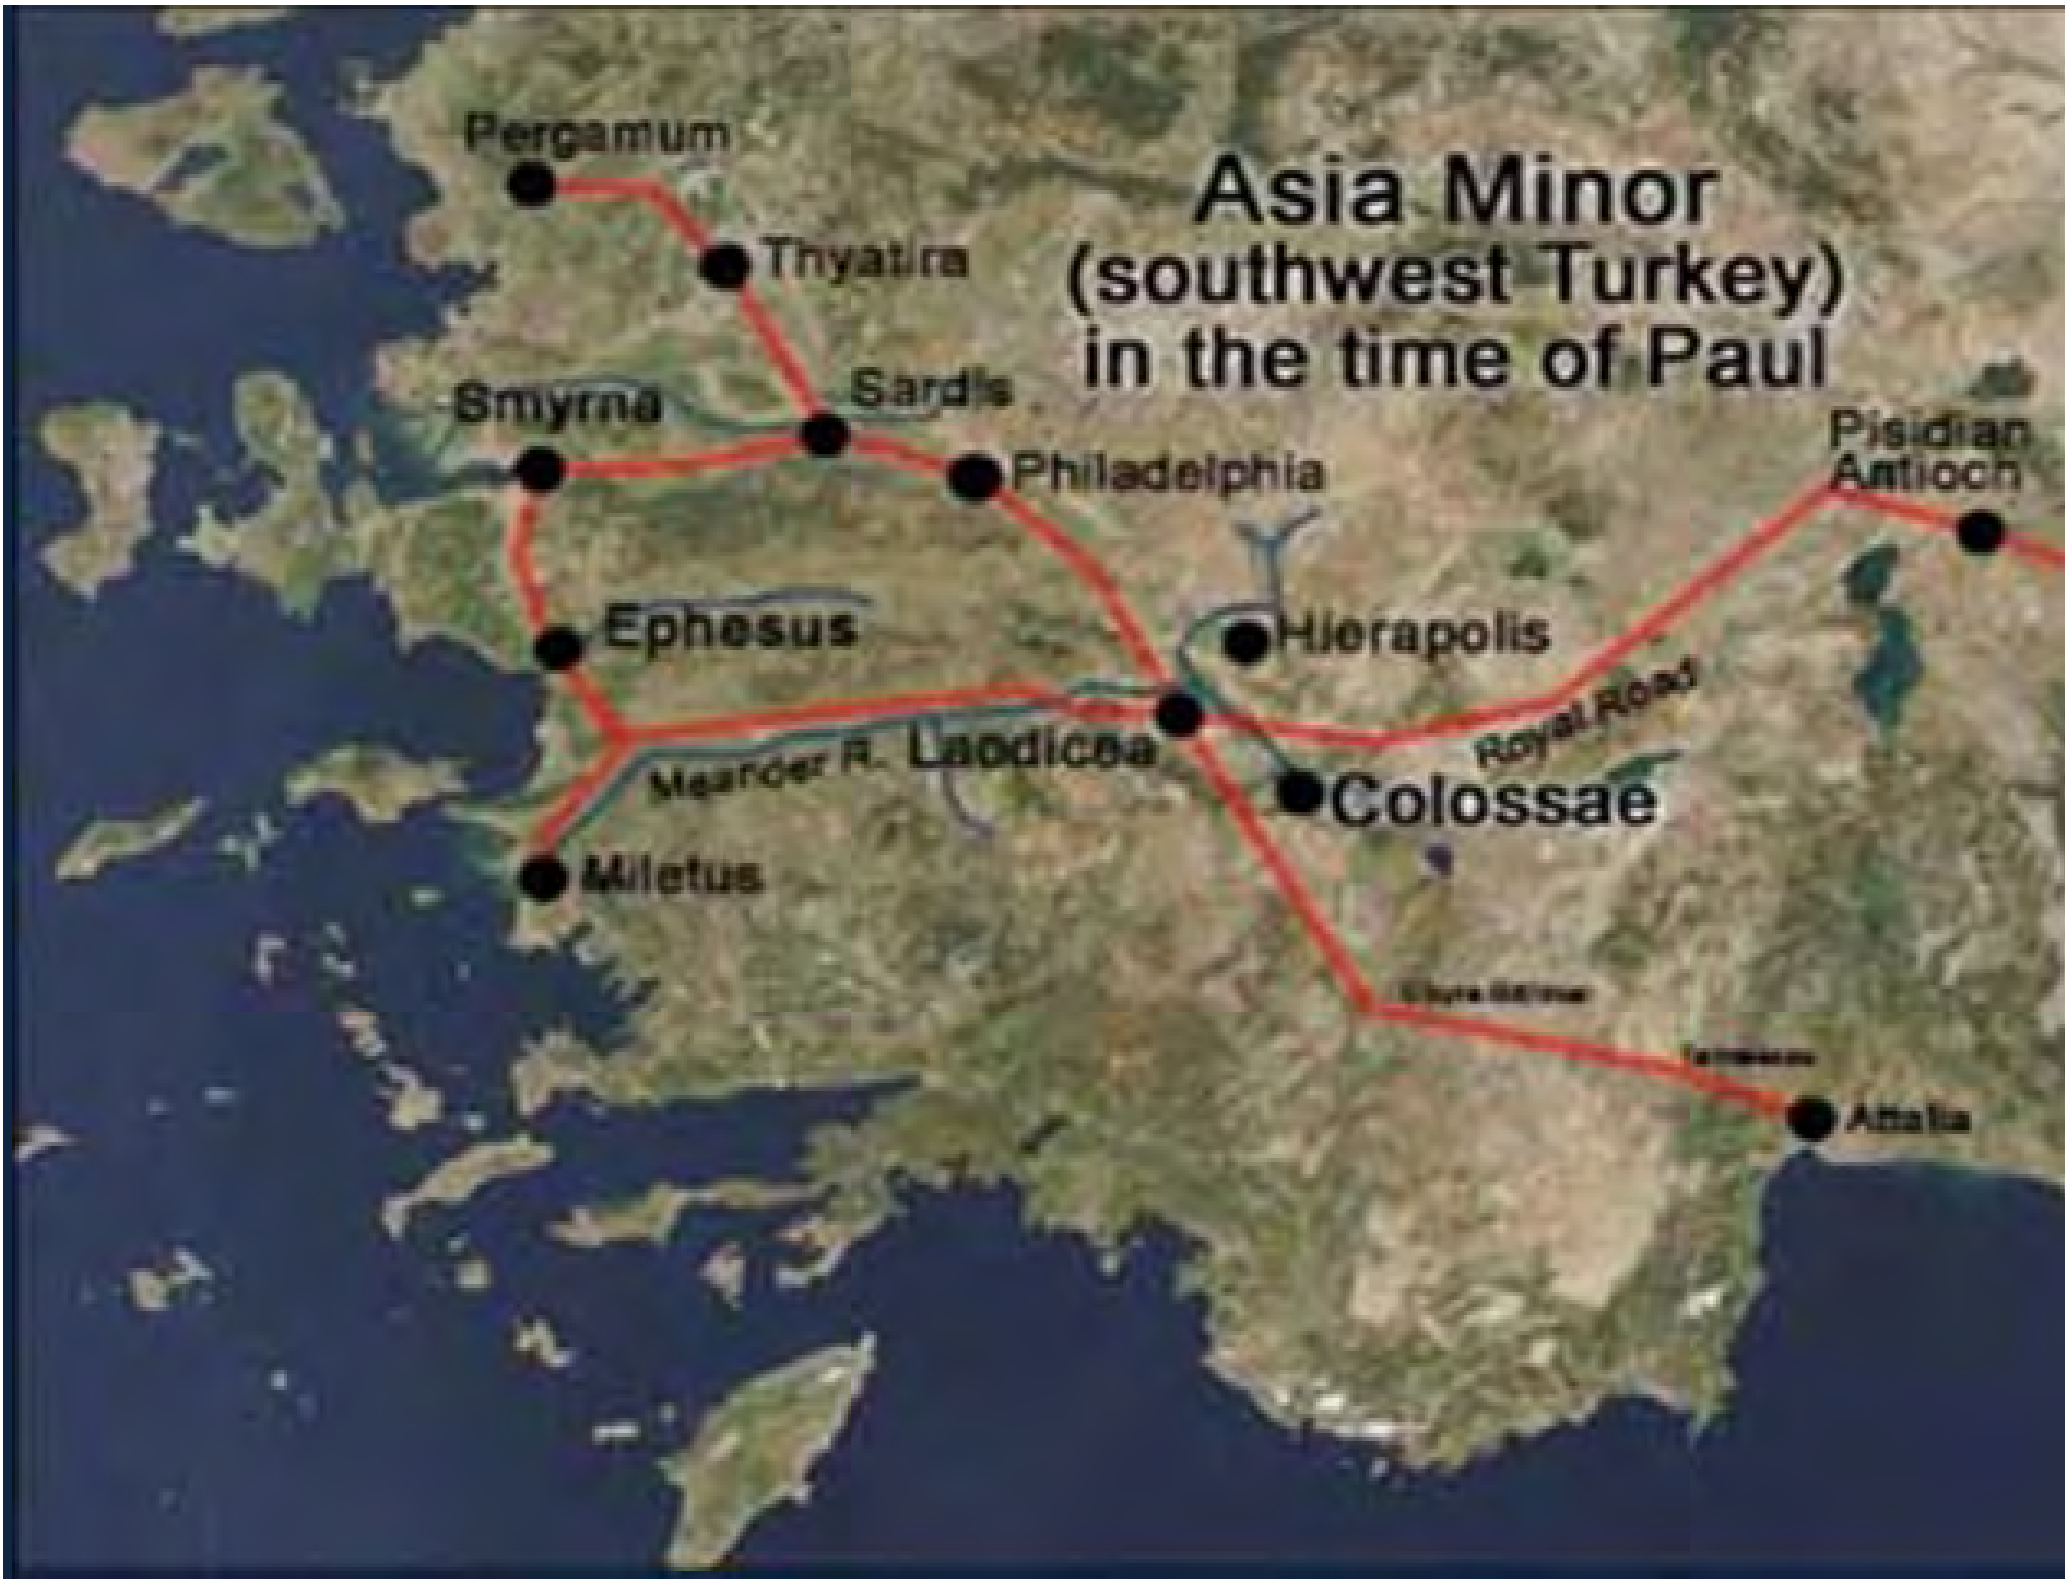 Pergamum
Asia Minor
(southwest Turkey)
in the time of Paul
Thyatira
Sardis
Smyrna
Philadelphia
Pisidian
Antioch
Ephesus
Hierapolis
Royal Road
Meander R.
Laodicea
Colossae
Miletus
Attalia